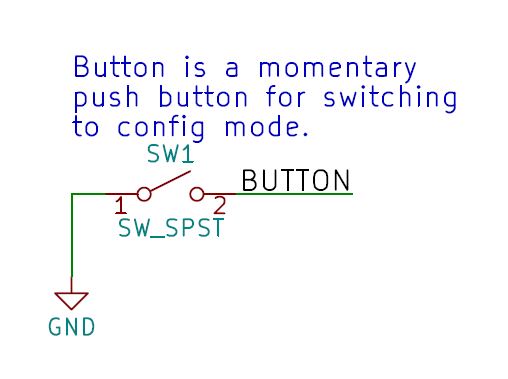 Button is a momentary
push button for switching
to config mode.
SW1
BUTTON
1 2
SW_SPST
GND